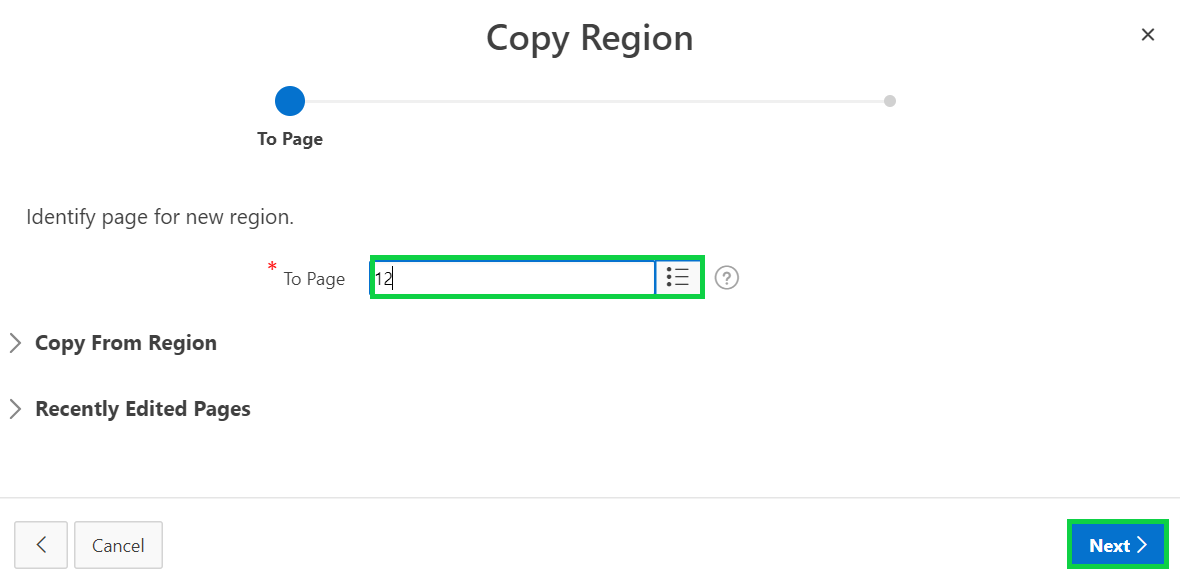 Copy Region
To Page
Identify page for new region.
* To Page 12 ?
Copy From Region
Recently Edited Pages
Cancel Next